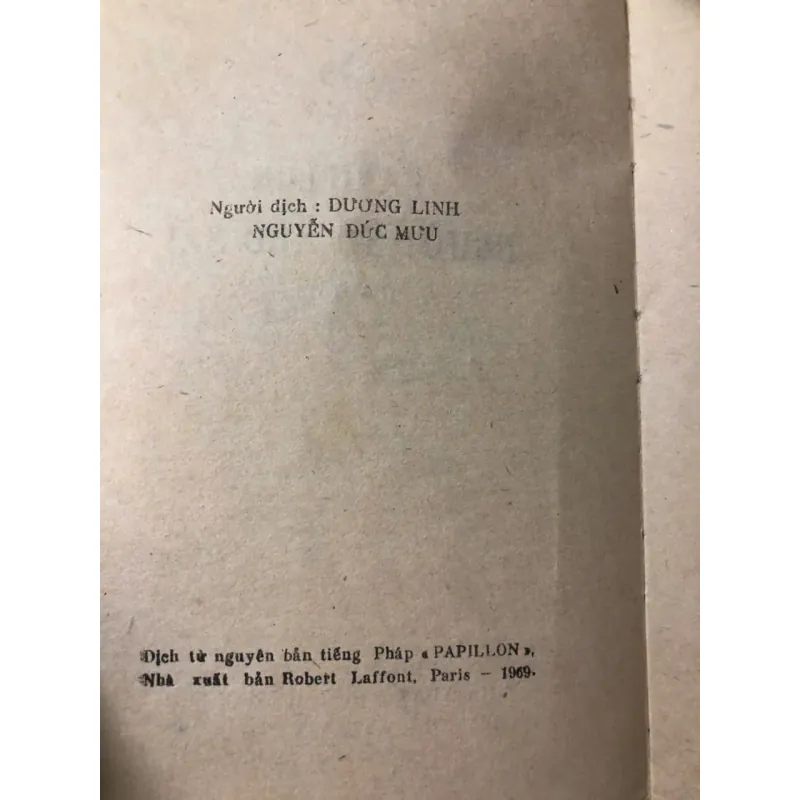 Người dịch : DƯƠNG LINH
NGUYỄN ĐỨC MƯU
Dịch từ nguyên bản tiếng Pháp « PAPILLON »,
Nhà xuất bản Robert Laffont, Paris – 1969.